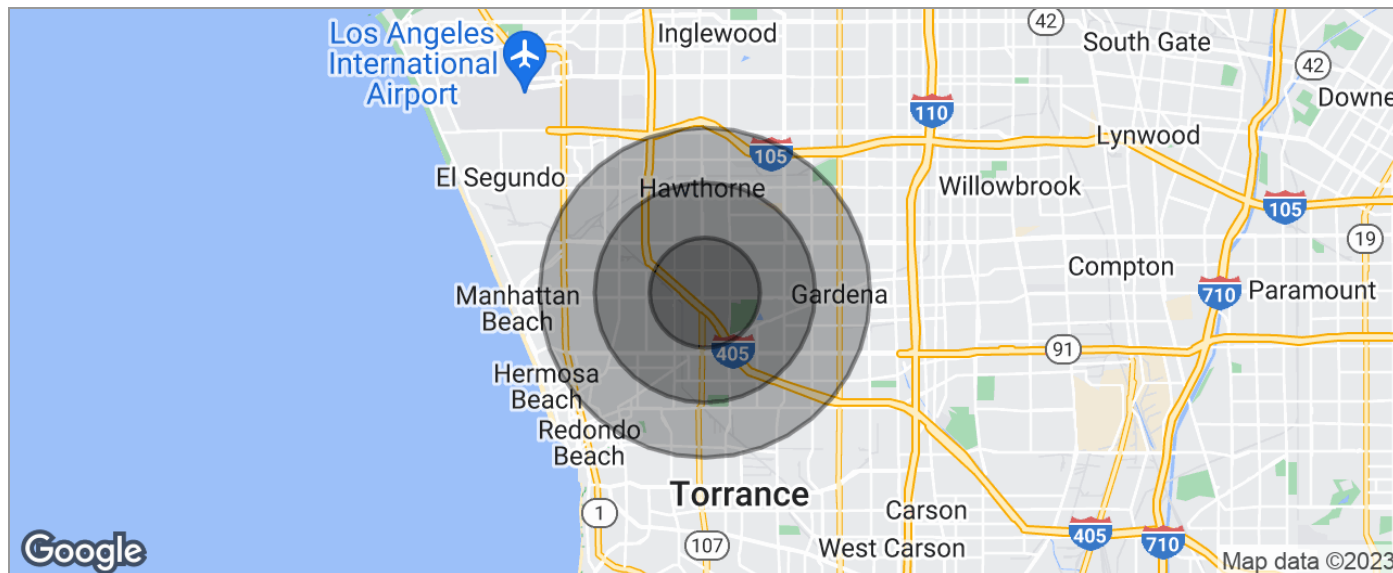 Los Angeles
International
Airport
Inglewood
42
South Gate
42
Downe
110
105
Lynwood
El Segundo
Hawthorne
Willowbrook
105
19
Manhattan
Beach
Gardena
Compton
710
Paramount
405
91
Hermosa
Beach
Redondo
Beach
Torrance
1
107
Carson
West Carson
405
710
Google
Map data ©2023